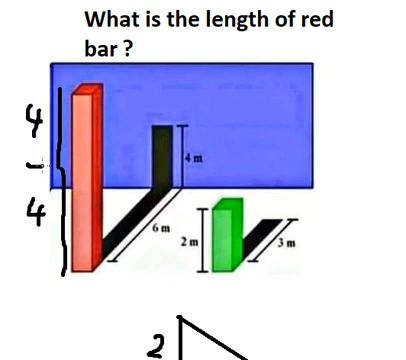 What is the length of red
bar ?
4
4 m
4
6 m
2 m
3 m
2